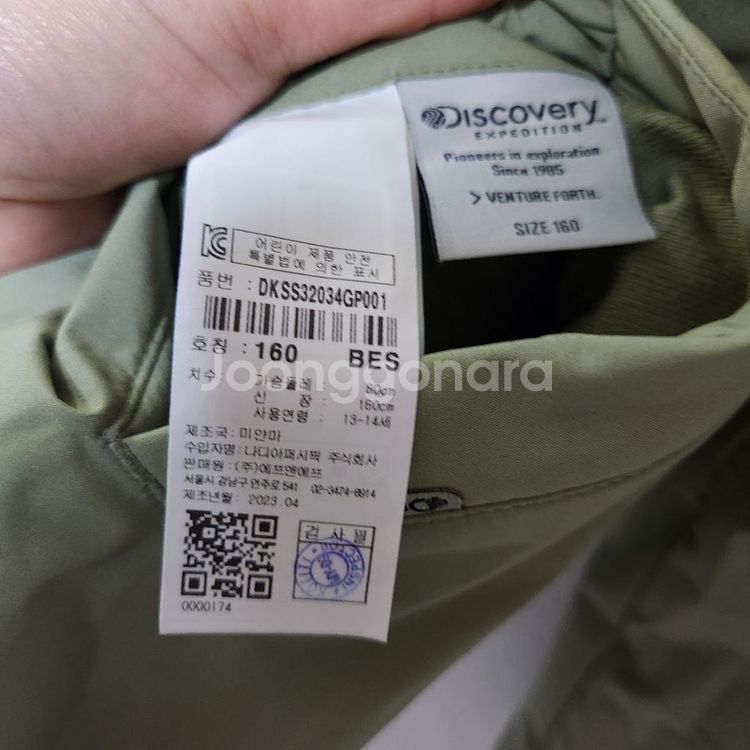 Discovery
EXPEDITION
Pioneers in exploration
Since 1985
> VENTURE FORTH.
SIZE 160
KC 어린이 제품 안전
특별법에 의한 표시
품번 : DKSS32034GP001
호칭 : 160 BES
치수 : 가슴둘레 : 80cm
신 장 : 160cm
사용연령 : 13-14세
제조국 : 미얀마
수입자명 : 나디아퍼시픽 주식회사
판매원 : (주)에프앤에프
서울시 강남구 언주로 541 02-3474-6914
제조년월 : 2023.04
검 사 필
0000174
Joonggonara